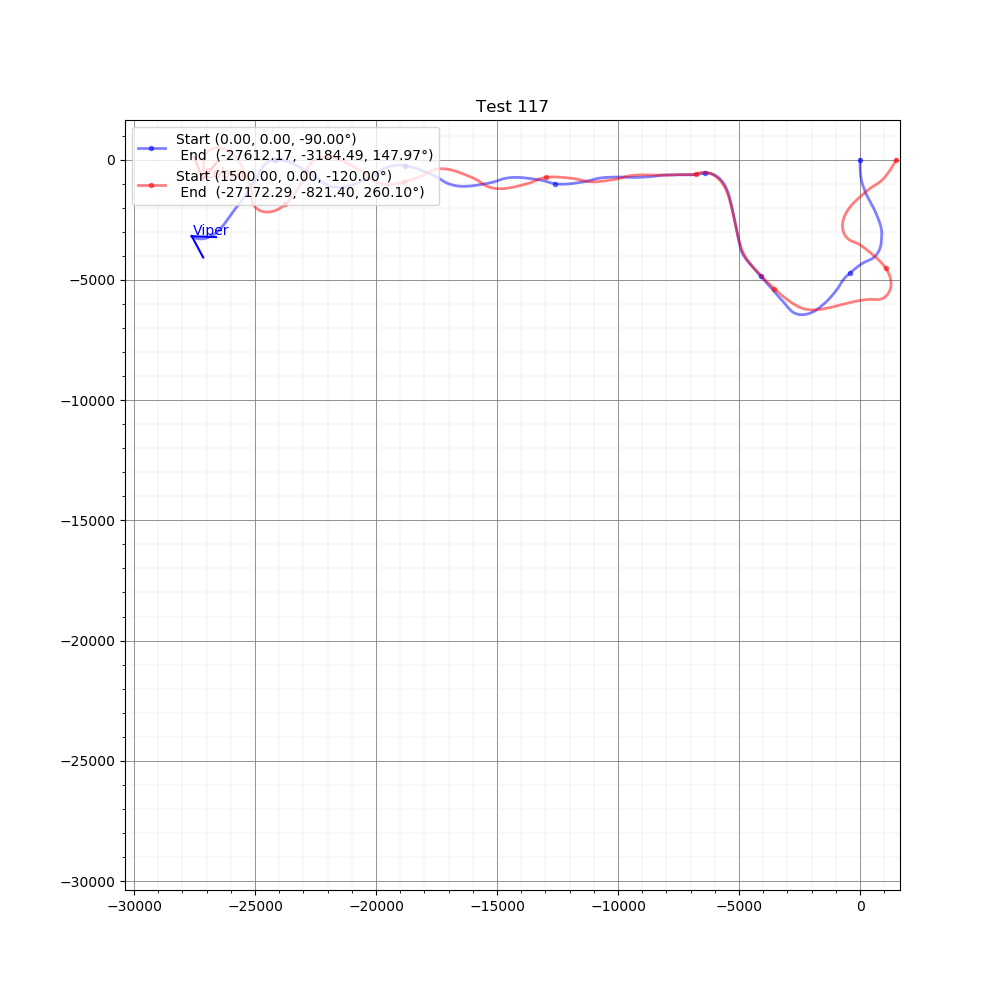 Test 117
Start (0.00, 0.00, -90.00°)
End (-27612.17, -3184.49, 147.97°)
Start (1500.00, 0.00, -120.00°)
End (-27172.29, -821.40, 260.10°)
Viper
0
−5000
−10000
−15000
−20000
−25000
−30000
−30000 −25000 −20000 −15000 −10000 −5000 0